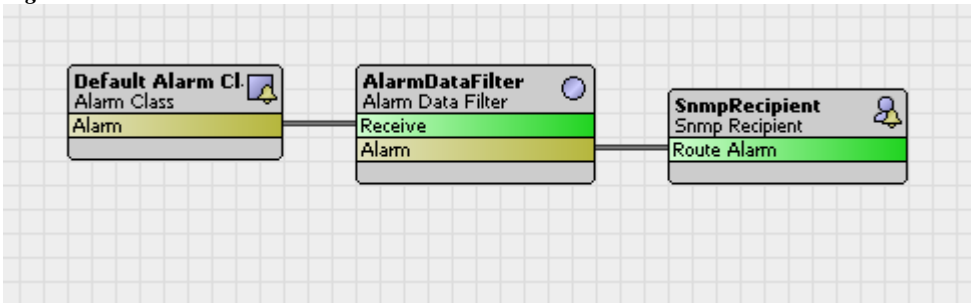 Default Alarm Cl.
Alarm Class
Alarm
AlarmDataFilter
Alarm Data Filter
Receive
Alarm
SnmpRecipient
Snmp Recipient
Route Alarm